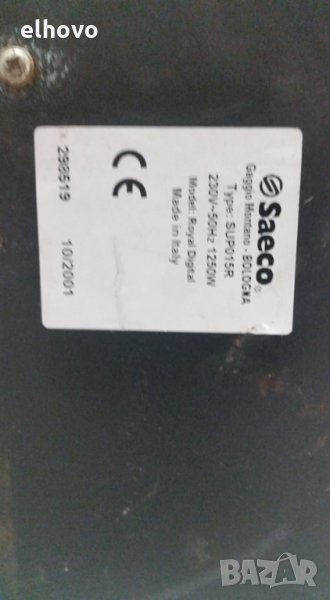 elhovo
Saeco®
Gaggio Montano - BOLOGNA
Type: SUP015R
230V~50Hz 1250W
Model: Royal Digital
Made in Italy
CE
298519 10/2001
BAZAR